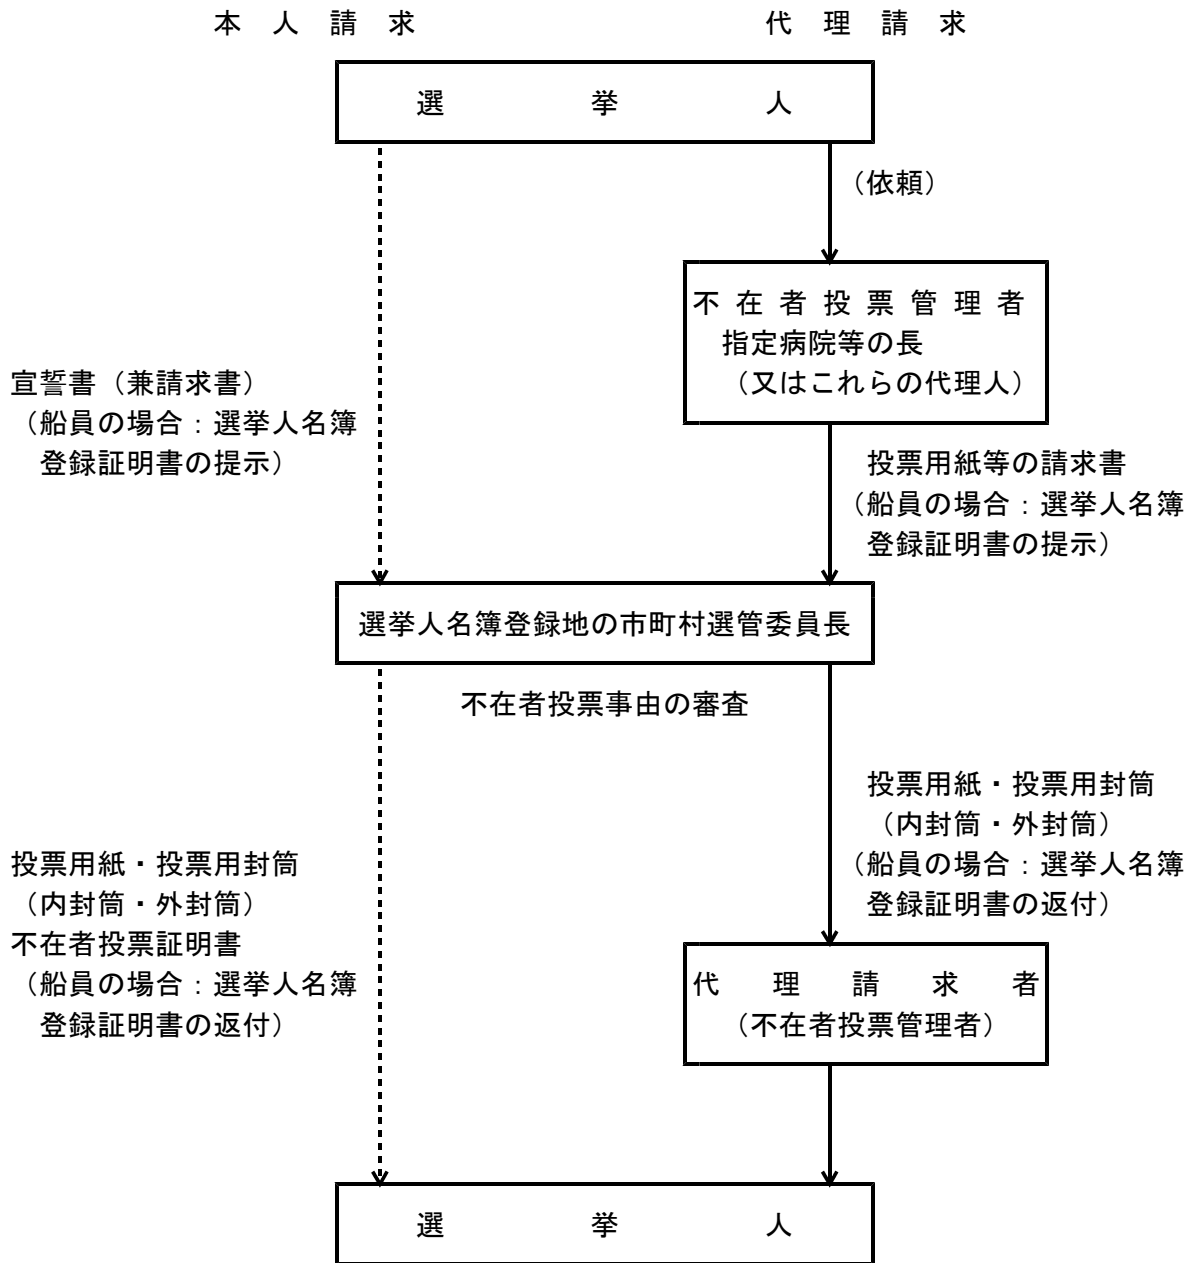 本人請求
代理請求
選挙人
（依頼）
不在者投票管理者
指定病院等の長
（又はこれらの代理人）
宣誓書（兼請求書）
（船員の場合：選挙人名簿
登録証明書の提示）
投票用紙等の請求書
（船員の場合：選挙人名簿
登録証明書の提示）
選挙人名簿登録地の市町村選管委員長
不在者投票事由の審査
投票用紙・投票用封筒
（内封筒・外封筒）
（船員の場合：選挙人名簿
登録証明書の返付）
投票用紙・投票用封筒
（内封筒・外封筒）
不在者投票証明書
（船員の場合：選挙人名簿
登録証明書の返付）
代理請求者
（不在者投票管理者）
選挙人